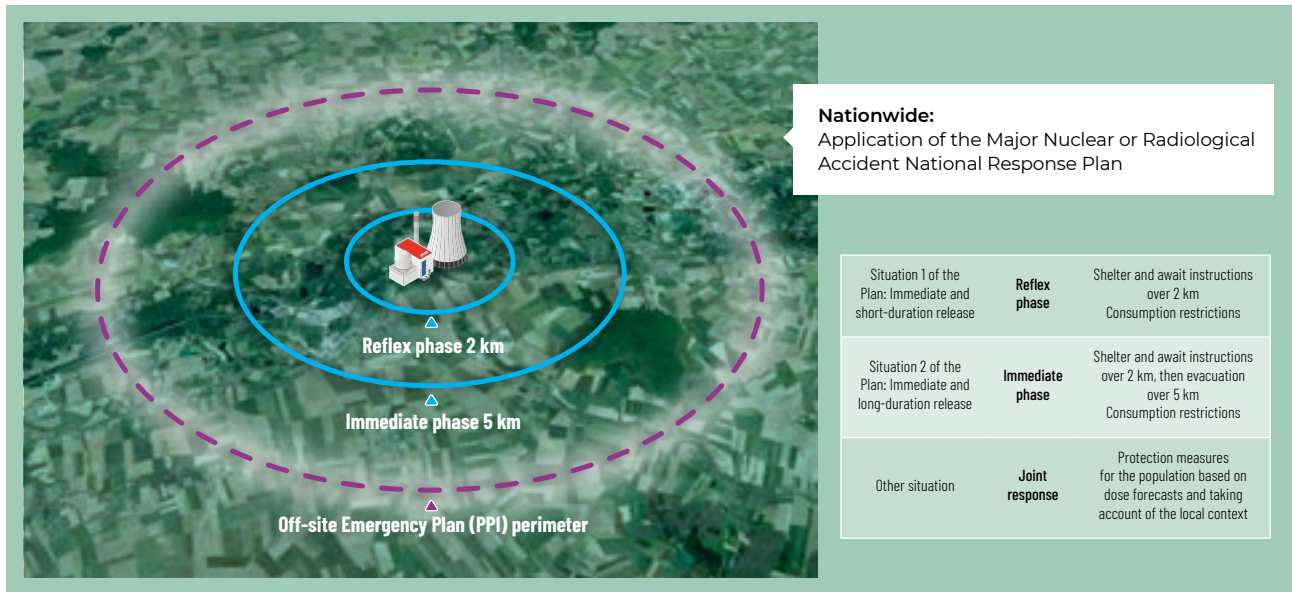 Nationwide:
Application of the Major Nuclear or Radiological
Accident National Response Plan
Reflex phase 2 km
Immediate phase 5 km
Off-site Emergency Plan (PPI) perimeter
Situation 1 of the
Plan: Immediate and
short-duration release
Reflex
phase
Shelter and await instructions
over 2 km
Consumption restrictions
Situation 2 of the
Plan: Immediate and
long-duration release
Immediate
phase
Shelter and await instructions
over 2 km, then evacuation
over 5 km
Consumption restrictions
Other situation
Joint
response
Protection measures
for the population based on
dose forecasts and taking
account of the local context